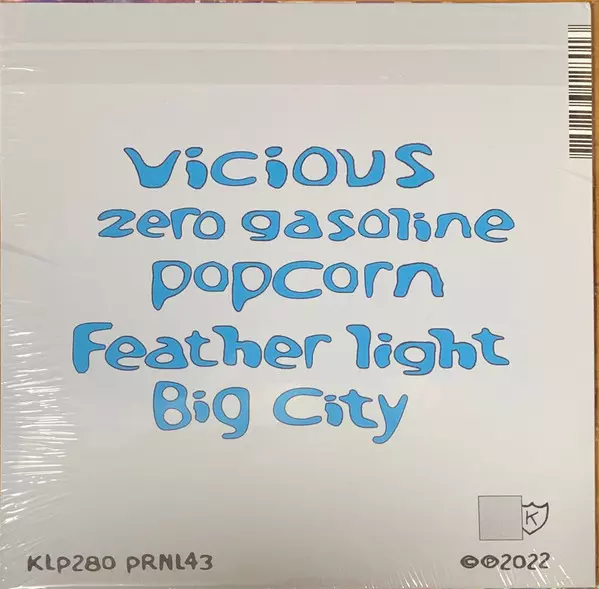 vicious
zero gasoline
popcorn
Feather light
Big City
K
KLP280 PRNL43
©℗2022